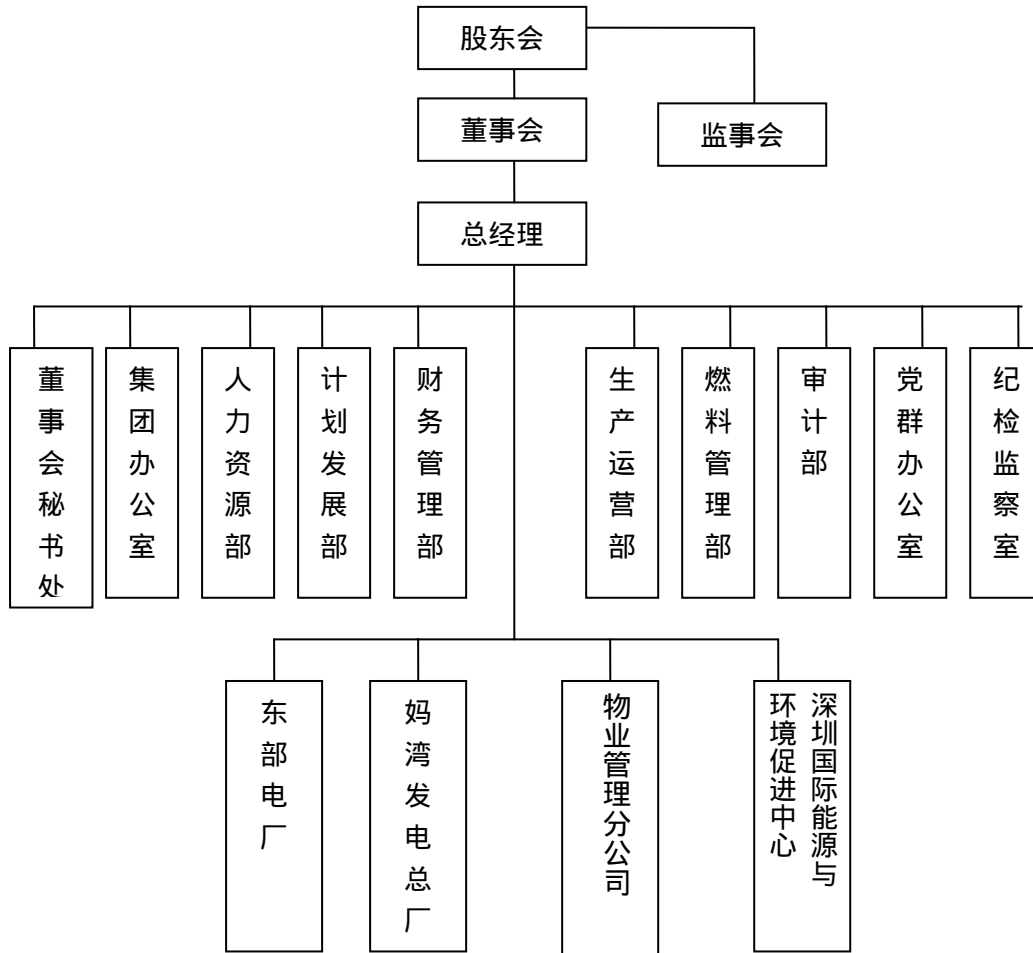 股东会
董事会
监事会
总经理
董事会秘书处
集团办公室
人力资源部
计划发展部
财务管理部
生产运营部
燃料管理部
审计部
党群办公室
纪检监察室
东部电厂
妈湾发电总厂
物业管理分公司
深圳国际能源与
环境促进中心